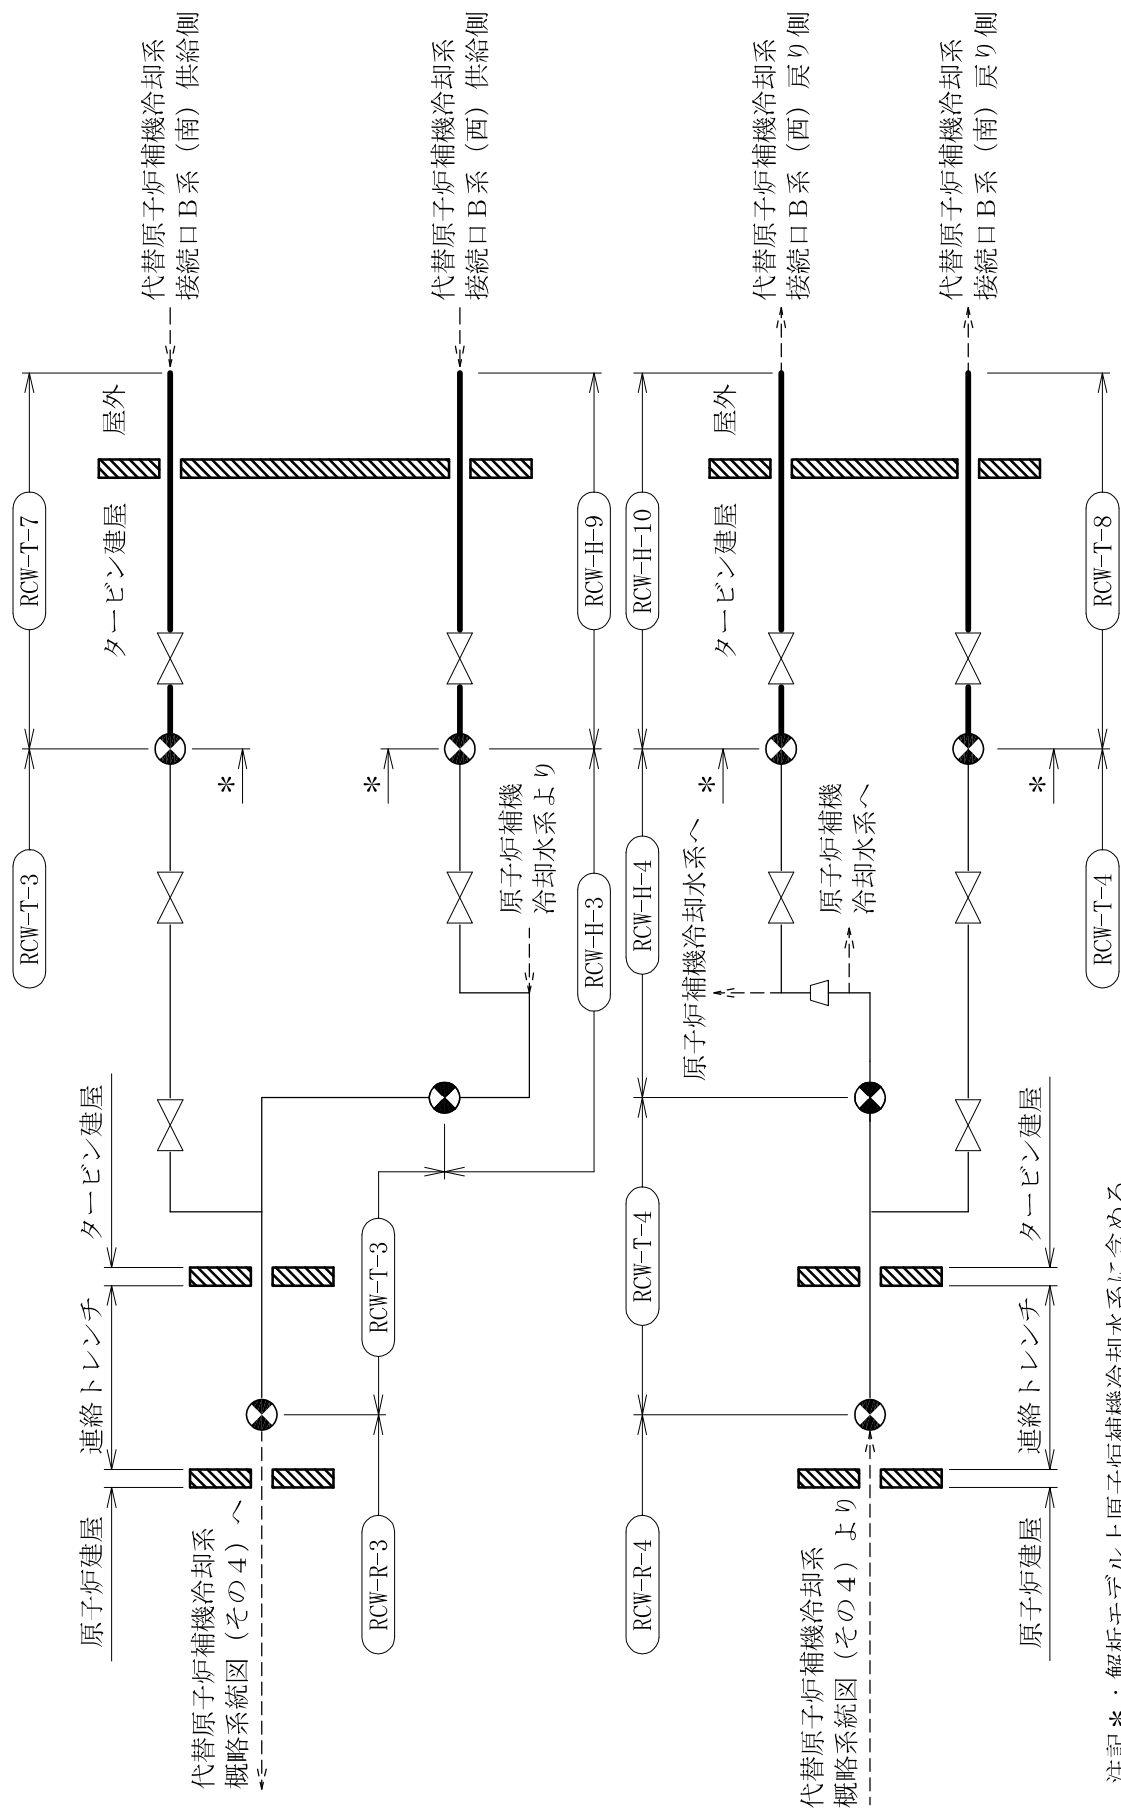 代替原子炉補機冷却系
接続口Ｂ系（南）供給側
代替原子炉補機冷却系
接続口Ｂ系（西）供給側
代替原子炉補機冷却系
接続口Ｂ系（西）戻り側
代替原子炉補機冷却系
接続口Ｂ系（南）戻り側
屋外
屋外
RCW-T-7
タービン建屋
RCW-H-9
RCW-H-10
タービン建屋
RCW-T-8
*
*
*
*
RCW-T-3
原子炉補機
冷却水系より
RCW-H-3
RCW-H-4
原子炉補機冷却水系へ
原子炉補機
冷却水系へ
RCW-T-4
タービン建屋
タービン建屋
RCW-T-3
RCW-T-4
連絡トレンチ
連絡トレンチ
原子炉建屋
代替原子炉補機冷却系
概略系統図（その４）へ
RCW-R-3
RCW-R-4
代替原子炉補機冷却系
概略系統図（その４）より
原子炉建屋
注記＊：解析モデル上原子炉補機冷却水系に含める